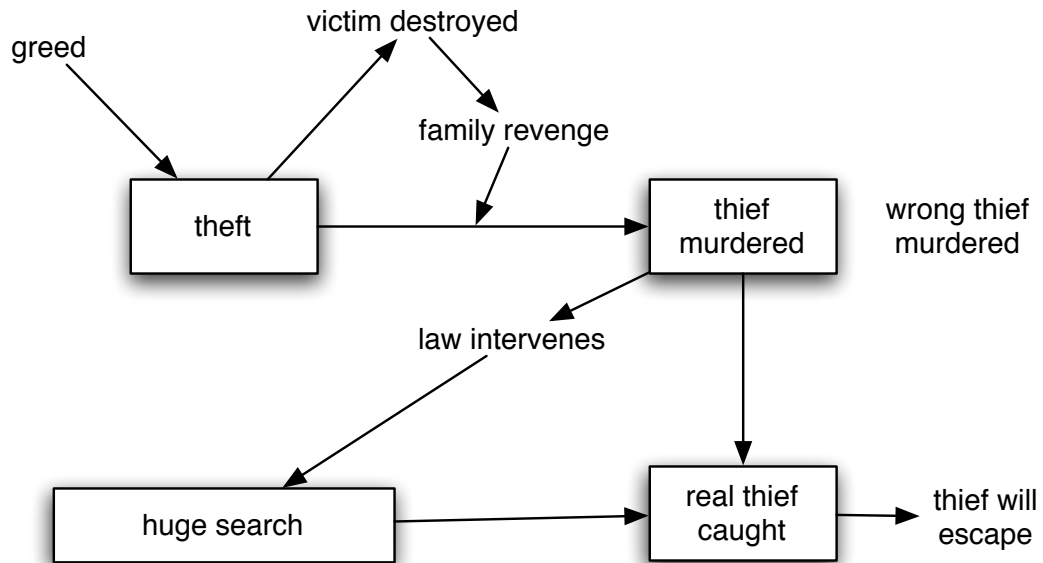 victim destroyed
greed
family revenge
theft
thief
murdered
wrong thief
murdered
law intervenes
huge search
real thief
caught
thief will
escape